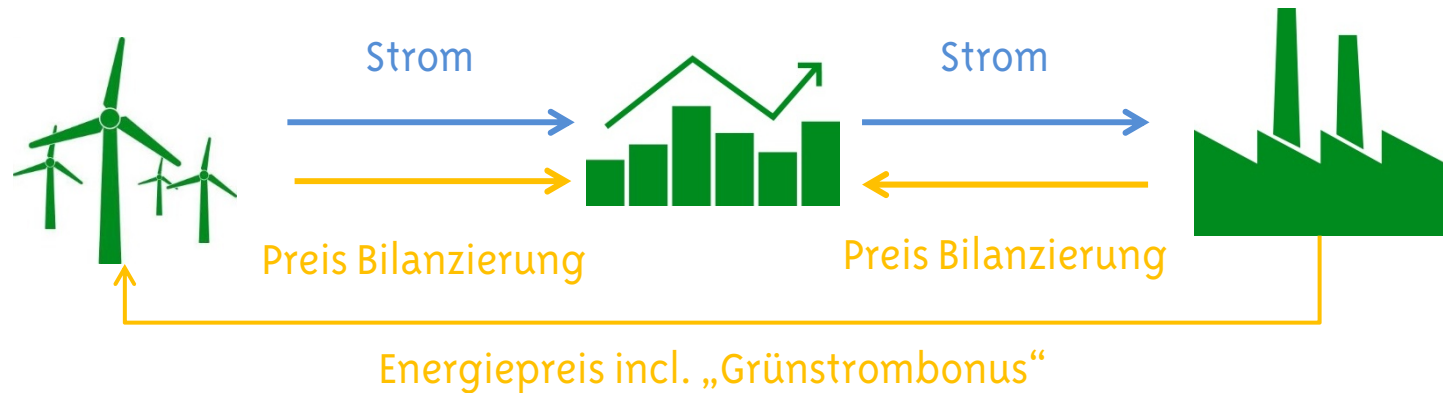 Strom
Strom
Preis Bilanzierung
Preis Bilanzierung
Energiepreis incl. „Grünstrombonus“